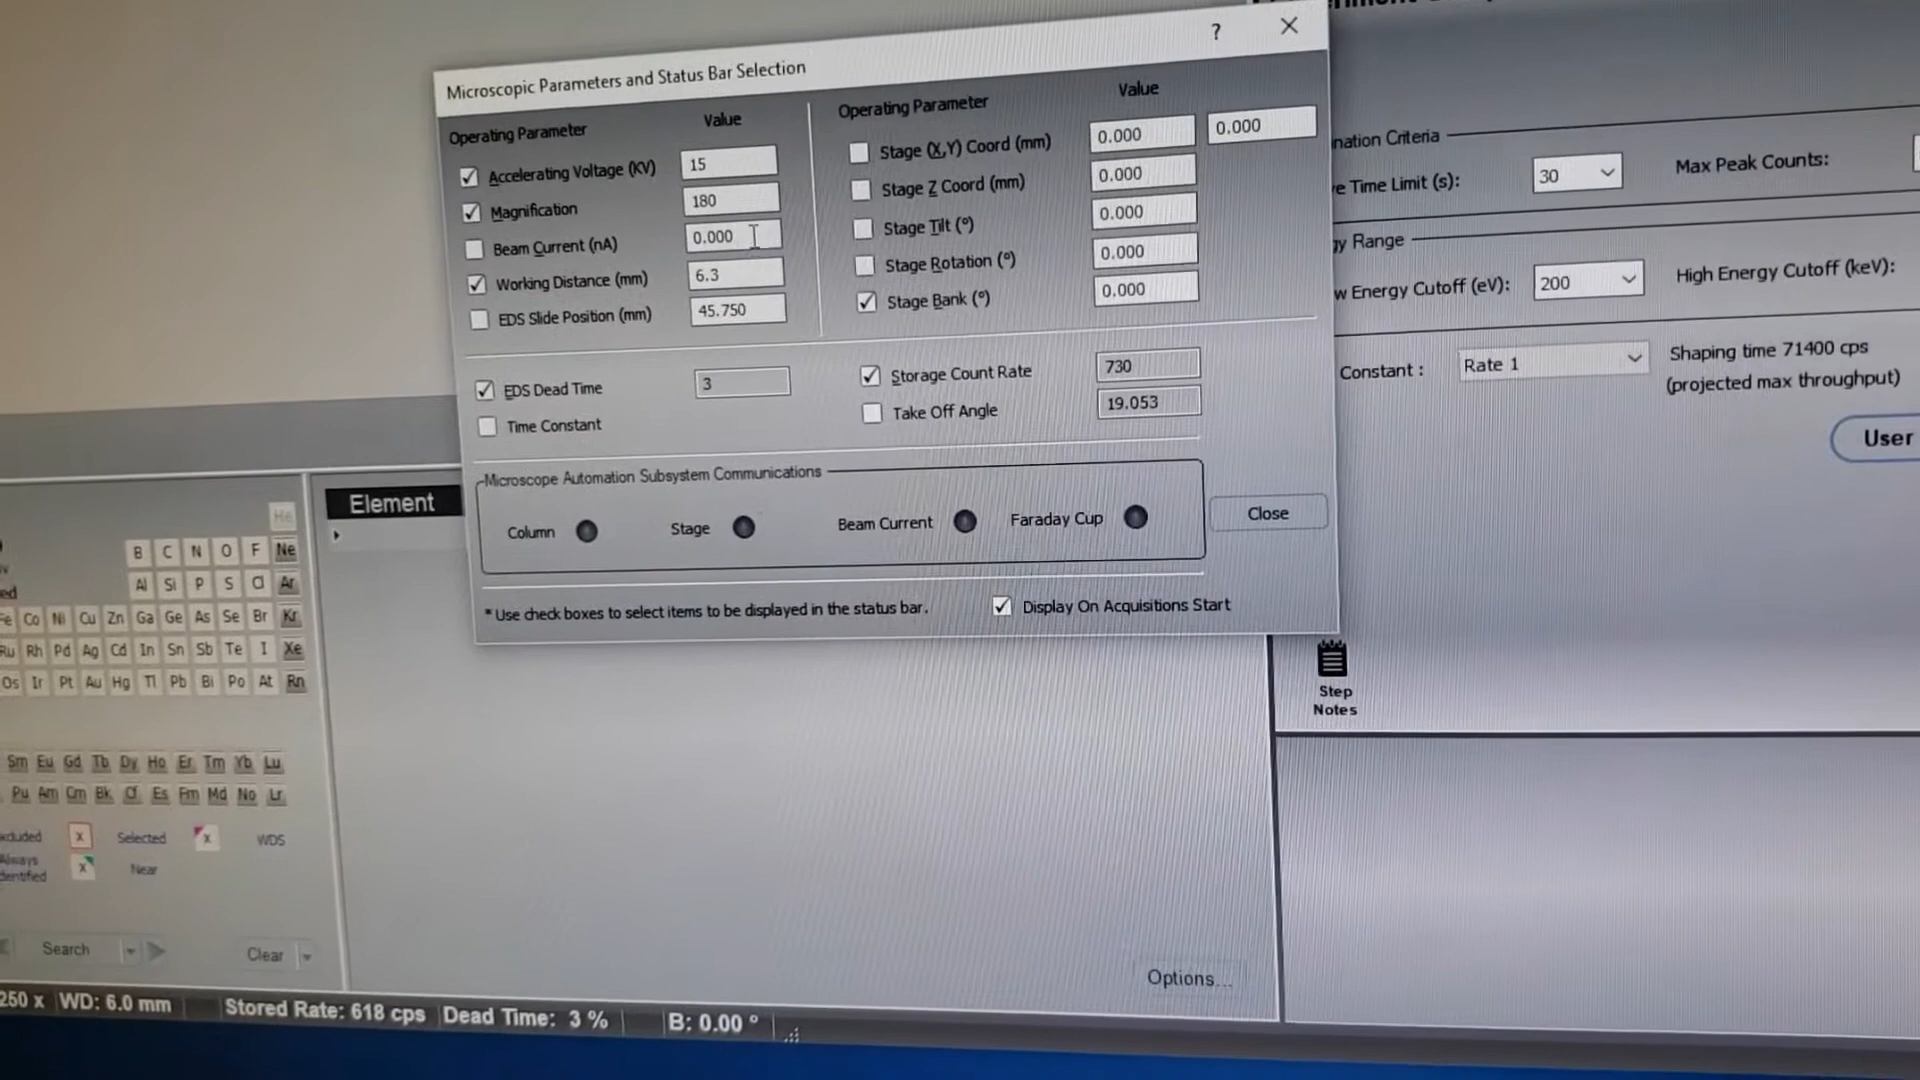 Microscopic Parameters and Status Bar Selection
? ×
Operating Parameter Value
Accelerating Voltage (KV) 15
Magnification 180
Beam Current (nA) 0.000
Working Distance (mm) 6.3
EDS Slide Position (mm) 45.750
Operating Parameter Value
Stage (X,Y) Coord (mm) 0.000 0.000
Stage Z Coord (mm) 0.000
Stage Tilt (°) 0.000
Stage Rotation (°) 0.000
Stage Bank (°) 0.000
EDS Dead Time 3
Time Constant
Storage Count Rate 730
Take Off Angle 19.053
Microscope Automation Subsystem Communications
Column Stage Beam Current Faraday Cup
Close
* Use check boxes to select items to be displayed in the status bar.
Display On Acquisitions Start
nation Criteria
e Time Limit (s): 30 Max Peak Counts:
gy Range
w Energy Cutoff (eV): 200 High Energy Cutoff (keV):
Constant : Rate 1 Shaping time 71400 cps
(projected max throughput)
User
Step
Notes
Element
He
B C N O F Ne
Al Si P S Cl Ar
Fe Co Ni Cu Zn Ga Ge As Se Br Kr
Ru Rh Pd Ag Cd In Sn Sb Te I Xe
Os Ir Pt Au Hg Tl Pb Bi Po At Rn
Sm Eu Gd Tb Dy Ho Er Tm Yb Lu
Pu Am Cm Bk Cf Es Fm Md No Lr
xcluded x Selected x WDS
Always
dentified x Near
Search Clear
Options...
250 x WD: 6.0 mm Stored Rate: 618 cps Dead Time: 3 % B: 0.00 °